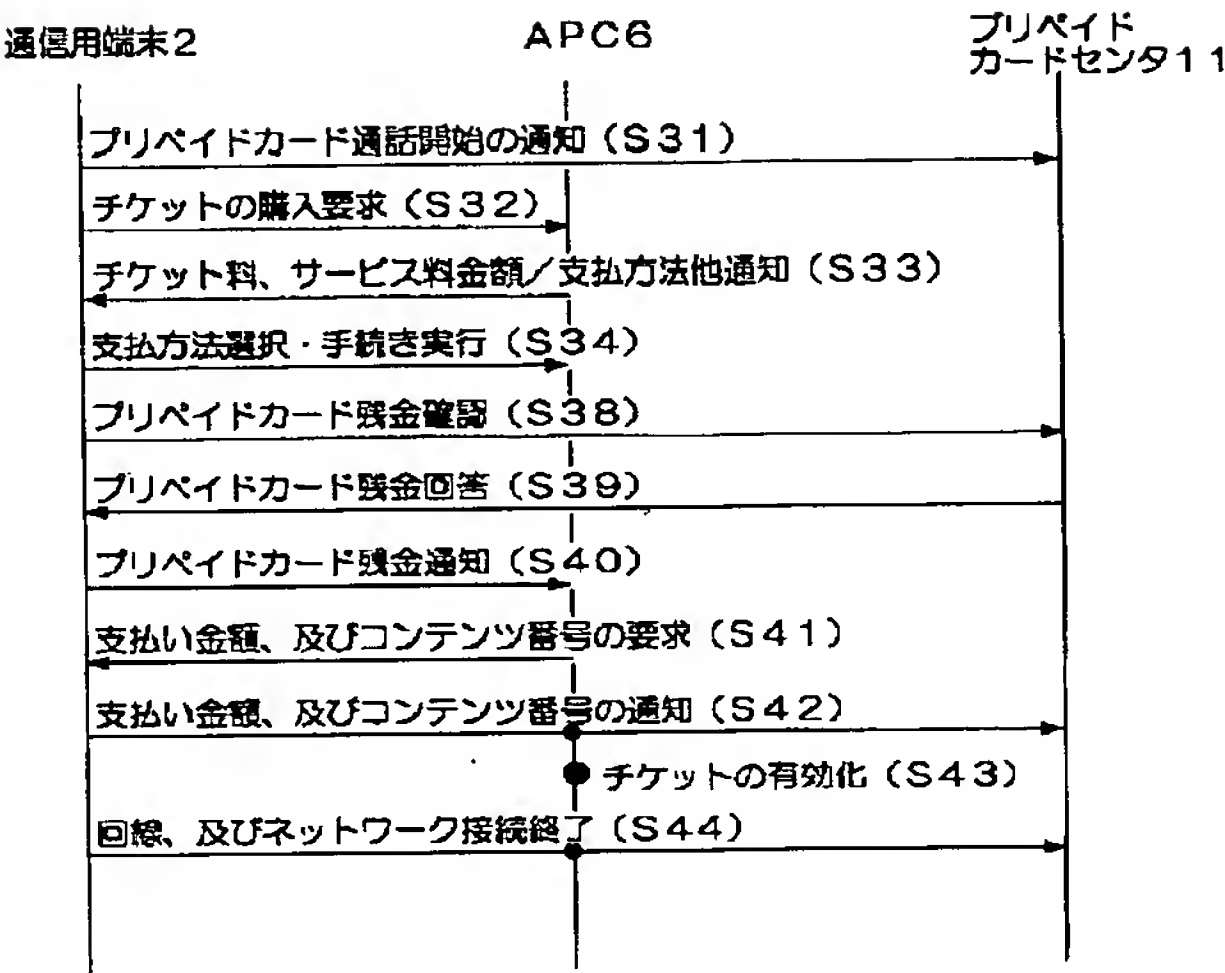 通信用端末2
APC6
プリペイド
カードセンタ11
プリペイドカード通話開始の通知（S31）
チケットの購入要求（S32）
チケット料、サービス料金額／支払方法他通知（S33）
支払方法選択・手続き実行（S34）
プリペイドカード残金確認（S38）
プリペイドカード残金回答（S39）
プリペイドカード残金通知（S40）
支払い金額、及びコンテンツ番号の要求（S41）
支払い金額、及びコンテンツ番号の通知（S42）
チケットの有効化（S43）
回線、及びネットワーク接続終了（S44）